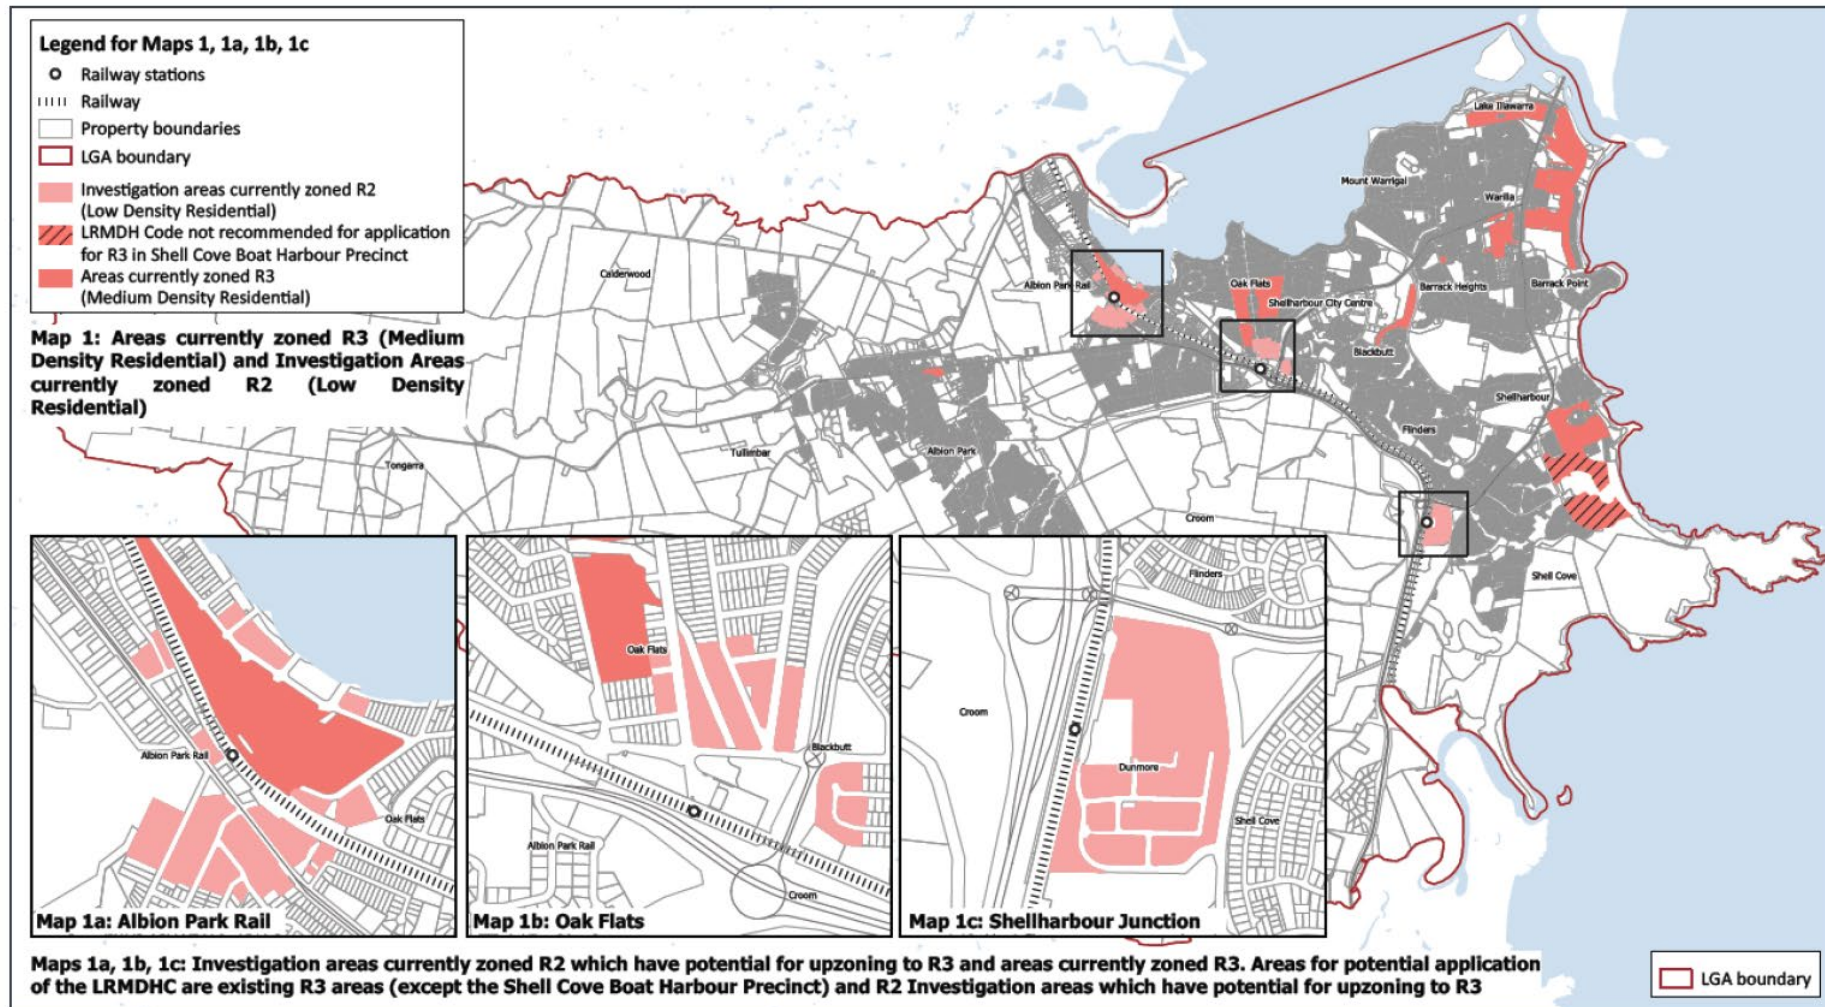 Legend for Maps 1, 1a, 1b, 1c
Railway stations
Railway
Property boundaries
LGA boundary
Investigation areas currently zoned R2
(Low Density Residential)
LRMDH Code not recommended for application
for R3 in Shell Cove Boat Harbour Precinct
Areas currently zoned R3
(Medium Density Residential)
Map 1: Areas currently zoned R3 (Medium
Density Residential) and Investigation Areas
currently zoned R2 (Low Density
Residential)
Lake Illawarra
Mount Warrigal
Warilla
Calderwood
Albion Park Rail
Oak Flats
Shellharbour City Centre
Barrack Heights
Barrack Point
Blackbutt
Shellharbour
Flinders
Tullimbar
Albion Park
Tongarra
Croom
Shell Cove
Albion Park Rail
Oak Flats
Map 1a: Albion Park Rail
Oak Flats
Blackbutt
Albion Park Rail
Croom
Map 1b: Oak Flats
Flinders
Croom
Dunmore
Shell Cove
Map 1c: Shellharbour Junction
Maps 1a, 1b, 1c: Investigation areas currently zoned R2 which have potential for upzoning to R3 and areas currently zoned R3. Areas for potential application
of the LRMDHC are existing R3 areas (except the Shell Cove Boat Harbour Precinct) and R2 Investigation areas which have potential for upzoning to R3
LGA boundary